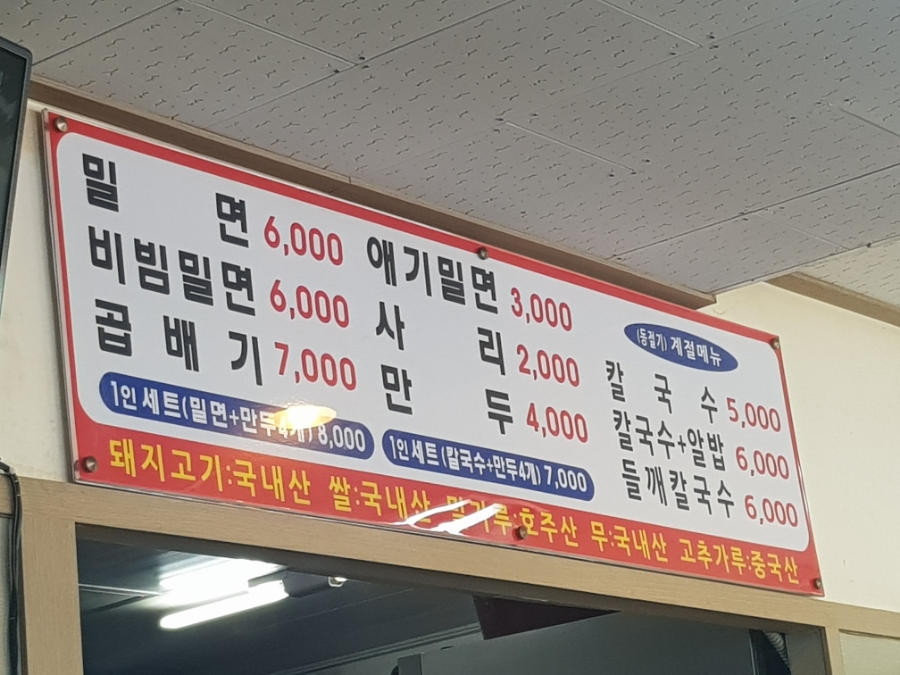 밀면 6,000
비빔밀면 6,000
곱배기 7,000
1인 세트(밀면+만두4개) 8,000
애기밀면 3,000
사리 2,000
만두 4,000
1인 세트(칼국수+만두4개) 7,000
(동절기) 계절메뉴
칼국수 5,000
칼국수+알밥 6,000
들깨칼국수 6,000
돼지고기:국내산 쌀:국내산 밀가루:호주산 무:국내산 고추가루:중국산